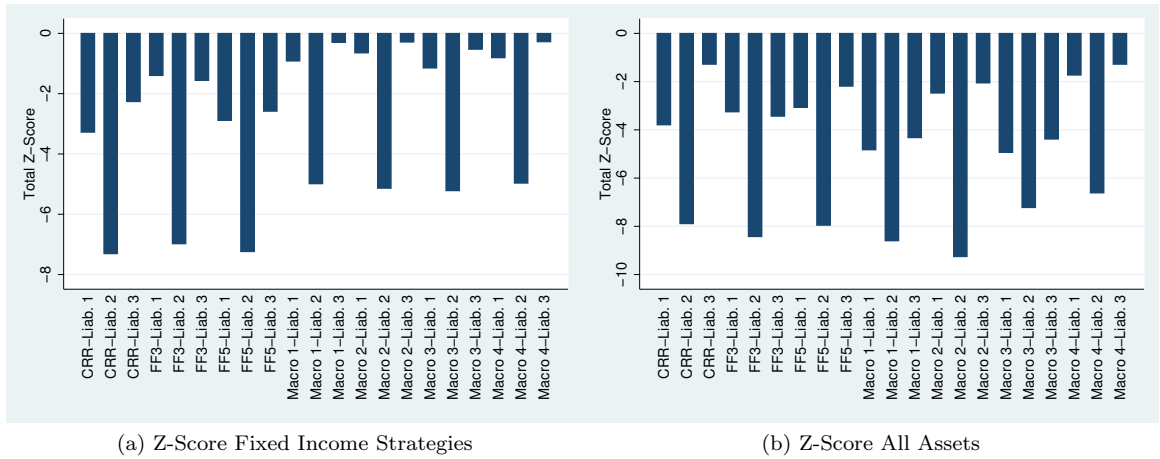 Total Z−Score
0
−2
−4
−6
−8
CRR−Liab. 1
CRR−Liab. 2
CRR−Liab. 3
FF3−Liab. 1
FF3−Liab. 2
FF3−Liab. 3
FF5−Liab. 1
FF5−Liab. 2
FF5−Liab. 3
Macro 1−Liab. 1
Macro 1−Liab. 2
Macro 1−Liab. 3
Macro 2−Liab. 1
Macro 2−Liab. 2
Macro 2−Liab. 3
Macro 3−Liab. 1
Macro 3−Liab. 2
Macro 3−Liab. 3
Macro 4−Liab. 1
Macro 4−Liab. 2
Macro 4−Liab. 3
(a) Z-Score Fixed Income Strategies
Total Z−Score
0
−2
−4
−6
−8
−10
CRR−Liab. 1
CRR−Liab. 2
CRR−Liab. 3
FF3−Liab. 1
FF3−Liab. 2
FF3−Liab. 3
FF5−Liab. 1
FF5−Liab. 2
FF5−Liab. 3
Macro 1−Liab. 1
Macro 1−Liab. 2
Macro 1−Liab. 3
Macro 2−Liab. 1
Macro 2−Liab. 2
Macro 2−Liab. 3
Macro 3−Liab. 1
Macro 3−Liab. 2
Macro 3−Liab. 3
Macro 4−Liab. 1
Macro 4−Liab. 2
Macro 4−Liab. 3
(b) Z-Score All Assets